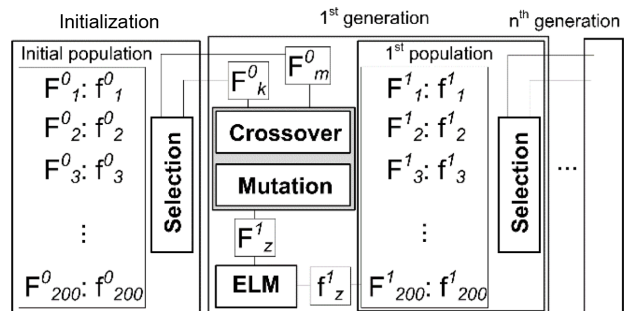 Initialization
1st generation
nth generation
Initial population
F⁰₁: f⁰₁
F⁰₂: f⁰₂
F⁰₃: f⁰₃
⋮
F⁰₂₀₀: f⁰₂₀₀
Selection
F⁰ₖ
F⁰ₘ
Crossover
Mutation
F¹z
ELM
f¹z
1st population
F¹₁: f¹₁
F¹₂: f¹₂
F¹₃: f¹₃
⋮
F¹₂₀₀: f¹₂₀₀
Selection
...